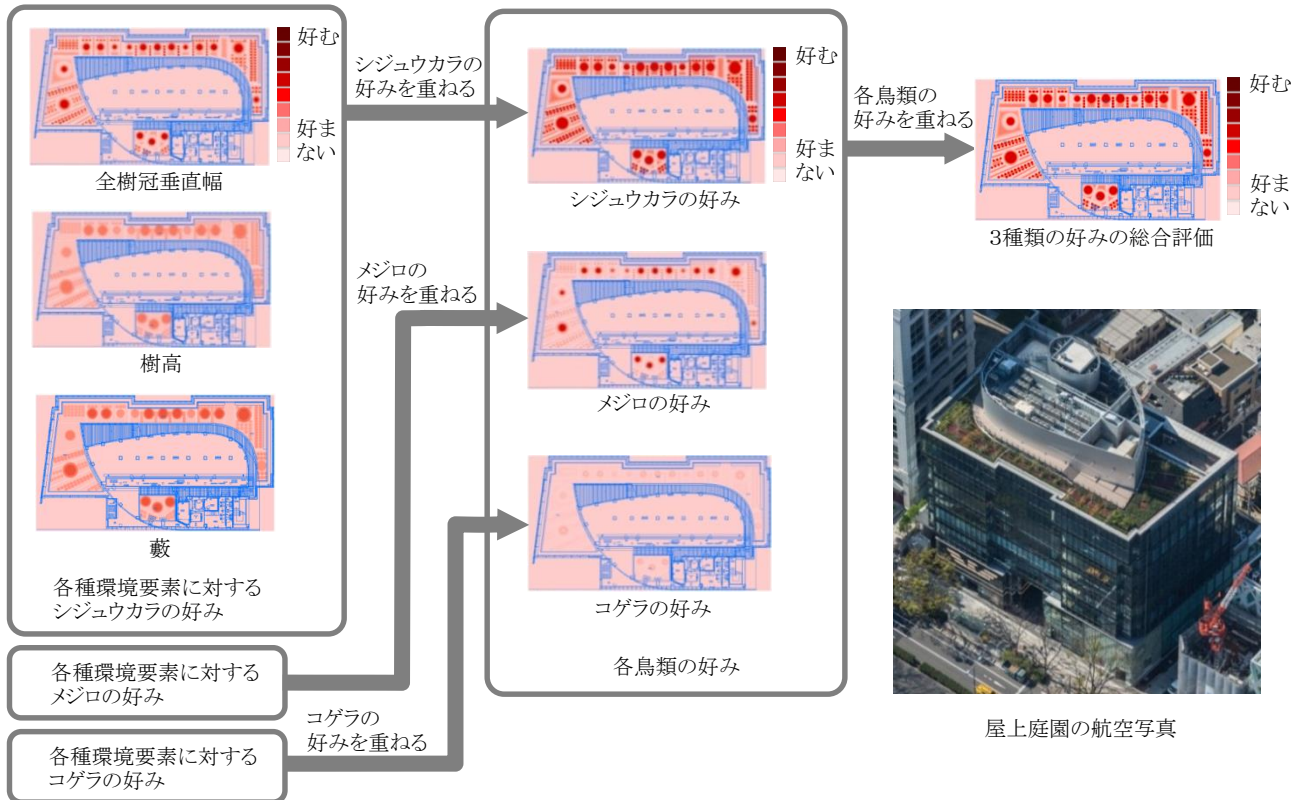 好む
好ま
ない
全樹冠垂直幅
樹高
藪
各種環境要素に対する
シジュウカラの好み
各種環境要素に対する
メジロの好み
各種環境要素に対する
コゲラの好み
シジュウカラの
好みを重ねる
メジロの
好みを重ねる
コゲラの
好みを重ねる
好む
好ま
ない
シジュウカラの好み
メジロの好み
コゲラの好み
各鳥類の好み
各鳥類の
好みを重ねる
好む
好ま
ない
3種類の好みの総合評価
屋上庭園の航空写真